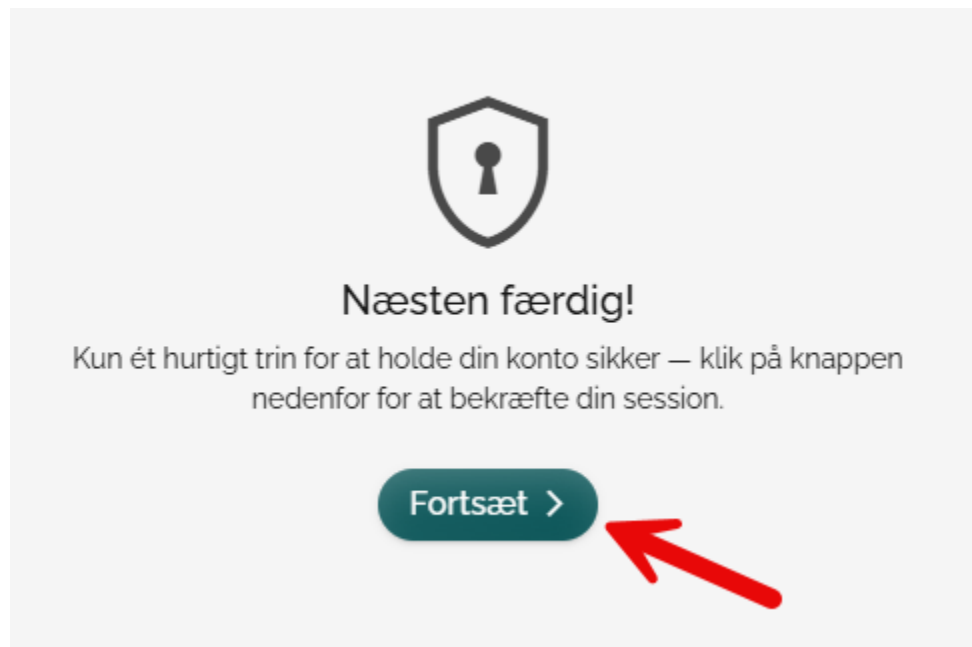 Næsten færdig!
Kun ét hurtigt trin for at holde din konto sikker — klik på knappen
nedenfor for at bekræfte din session.
Fortsæt